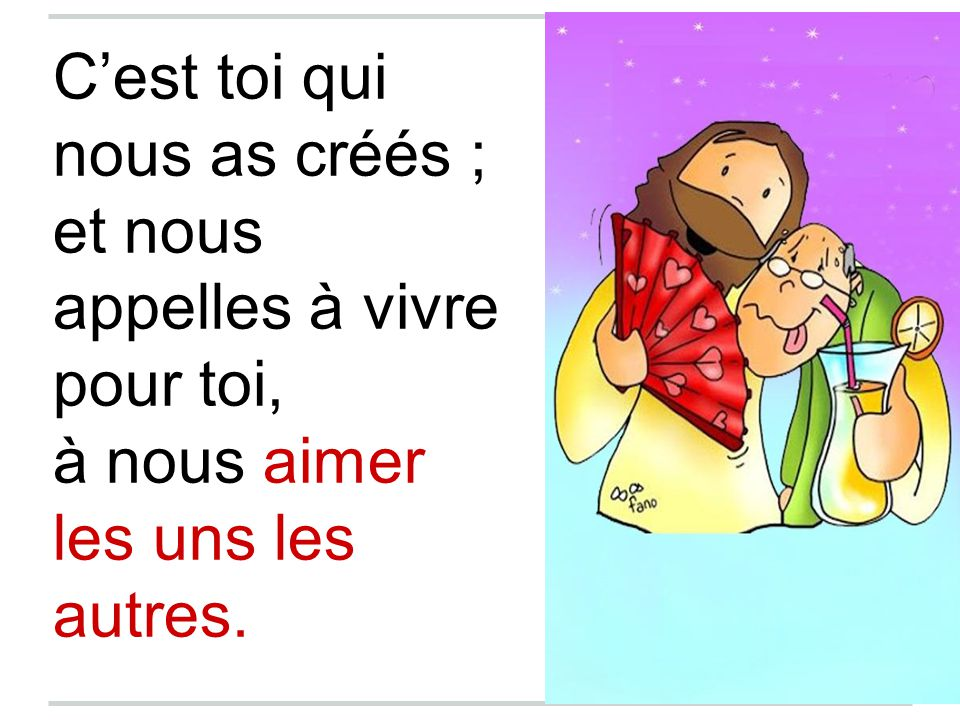 C’est toi qui
nous as créés ;
et nous
appelles à vivre
pour toi,
à nous aimer
les uns les
autres.
fano